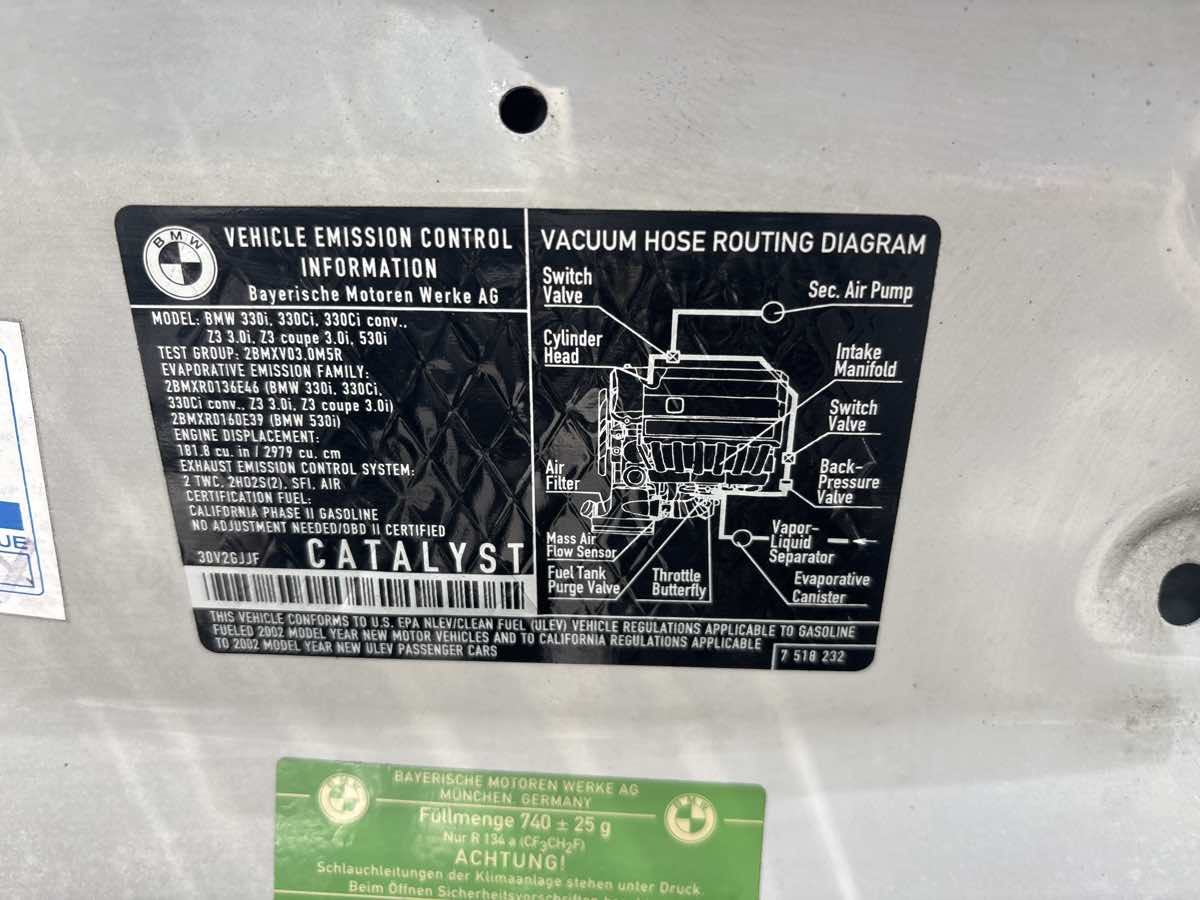 BMW
VEHICLE EMISSION CONTROL
INFORMATION
Bayerische Motoren Werke AG
MODEL: BMW 330i, 330Ci, 330Ci conv.,
Z3 3.0i, Z3 coupe 3.0i, 530i
TEST GROUP: 2BMXV03.0M5R
EVAPORATIVE EMISSION FAMILY:
2BMXR0136E46 (BMW 330i, 330Ci,
330Ci conv., Z3 3.0i, Z3 coupe 3.0i)
2BMXR0160E39 (BMW 530i)
ENGINE DISPLACEMENT:
181.8 cu. in / 2979 cu. cm
EXHAUST EMISSION CONTROL SYSTEM:
2 TWC, 2HO2S(2), SFI, AIR
CERTIFICATION FUEL:
CALIFORNIA PHASE II GASOLINE
NO ADJUSTMENT NEEDED/OBD II CERTIFIED
3DV2GJJF
CATALYST
VACUUM HOSE ROUTING DIAGRAM
Switch
Valve
Sec. Air Pump
Cylinder
Head
Intake
Manifold
Switch
Valve
Air
Filter
Back-
Pressure
Valve
Mass Air
Flow Sensor
Vapor-
Liquid
Separator
Fuel Tank
Purge Valve
Throttle
Butterfly
Evaporative
Canister
THIS VEHICLE CONFORMS TO U.S. EPA NLEV/CLEAN FUEL (ULEV) VEHICLE REGULATIONS APPLICABLE TO GASOLINE
FUELED 2002 MODEL YEAR NEW MOTOR VEHICLES AND TO CALIFORNIA REGULATIONS APPLICABLE
TO 2002 MODEL YEAR NEW ULEV PASSENGER CARS
7 518 232
UE
BMW
BAYERISCHE MOTOREN WERKE AG
MÜNCHEN, GERMANY
BMW
Füllmenge 740 ± 25 g
Nur R 134 a (CF3CH2F)
ACHTUNG!
Schlauchleitungen der Klimaanlage stehen unter Druck.
Beim Öffnen Sicherheitsvorschriften